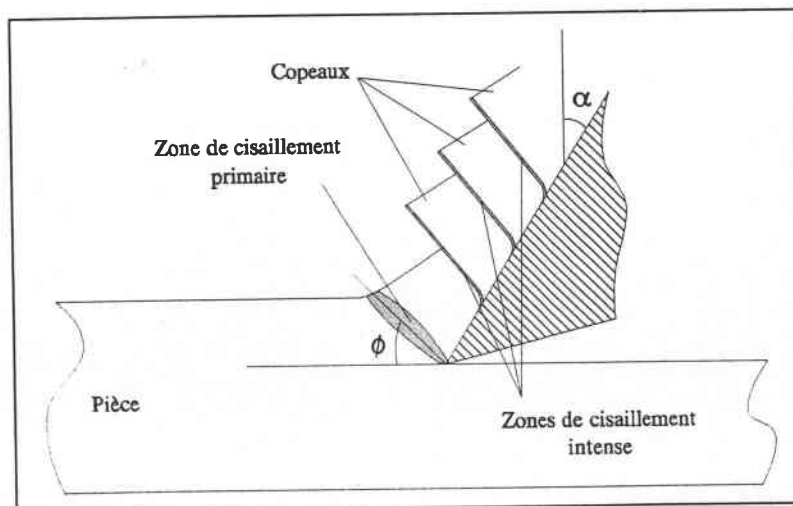 Copeaux
α
Zone de cisaillement
primaire
ϕ
Pièce
Zones de cisaillement
intense